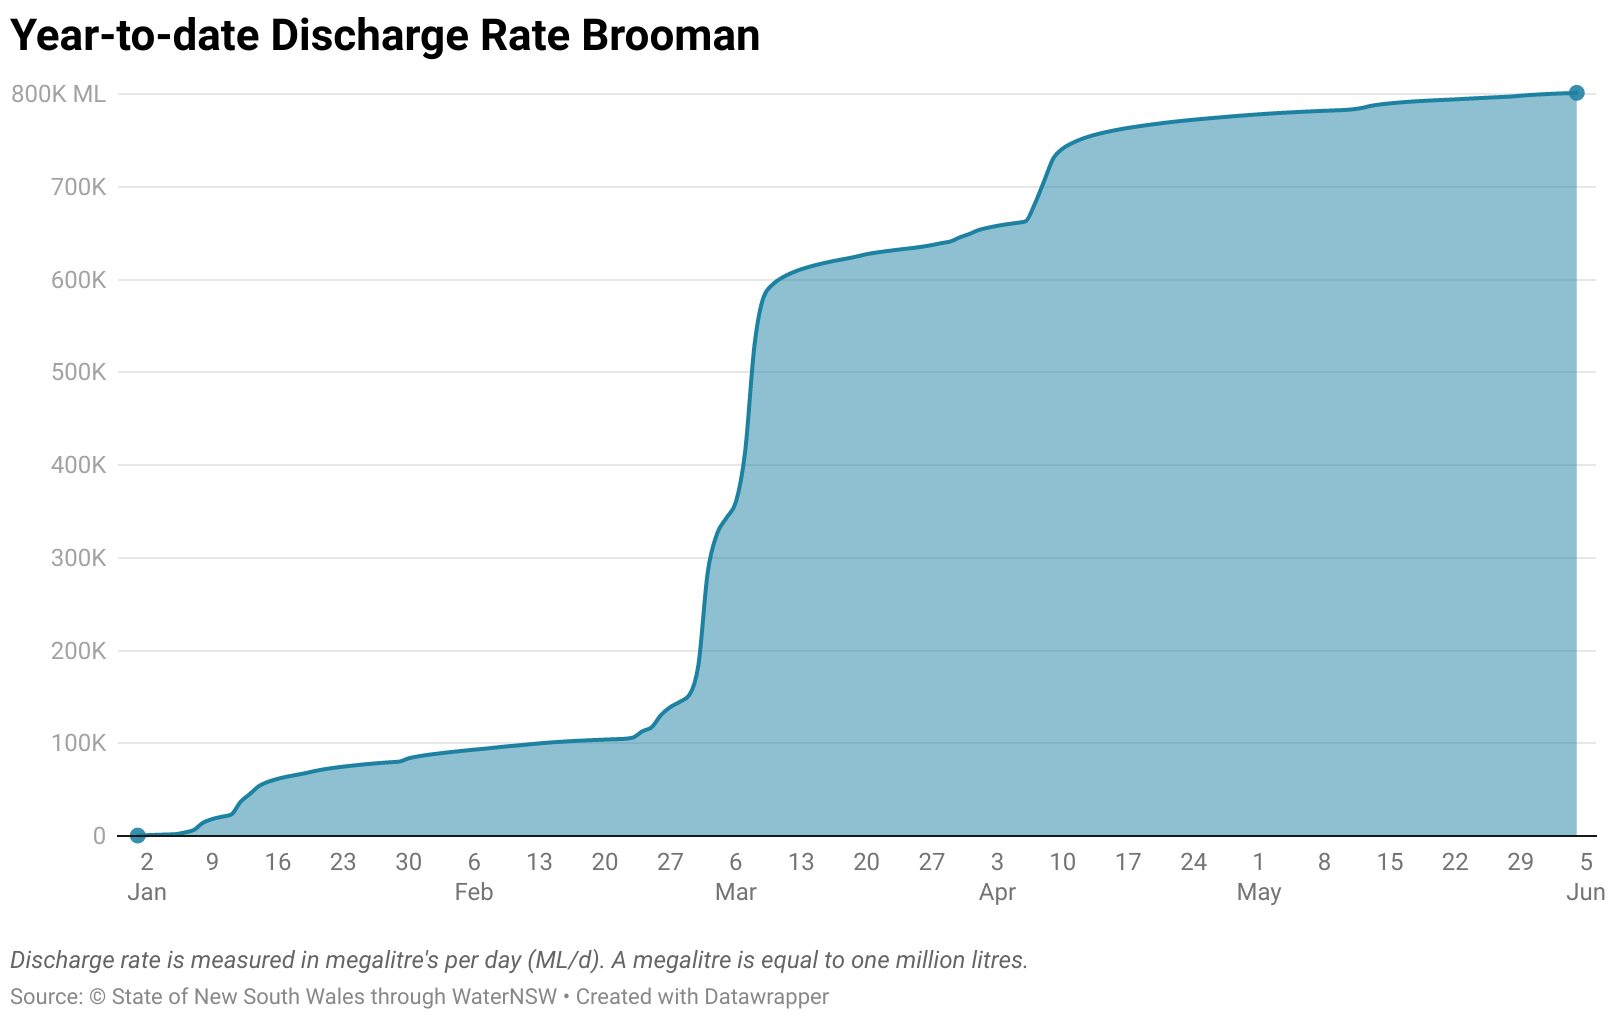 Year-to-date Discharge Rate Brooman
800K ML
700K
600K
500K
400K
300K
200K
100K
0
2 9 16 23 30 6 13 20 27 6 13 20 27 3 10 17 24 1 8 15 22 29 5
Jan Feb Mar Apr May Jun
Discharge rate is measured in megalitre's per day (ML/d). A megalitre is equal to one million litres.
Source: © State of New South Wales through WaterNSW • Created with Datawrapper